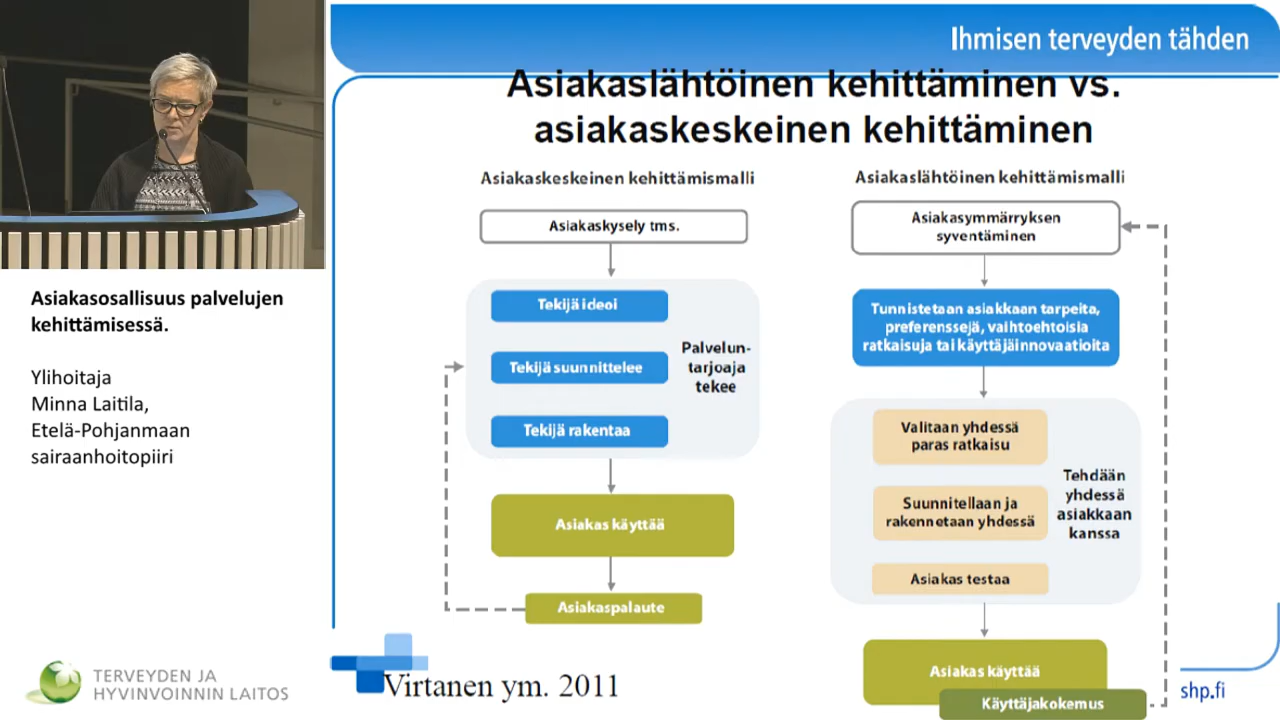 Ihmisen terveyden tähden
Asiakaslähtöinen kehittäminen vs.
asiakaskeskeinen kehittäminen
Asiakaskeskeinen kehittämismalli
Asiakaskysely tms.
Tekijä ideoi
Tekijä suunnittelee
Tekijä rakentaa
Palvelun-
tarjoaja
tekee
Asiakas käyttää
Asiakaspalaute
Asiakaslähtöinen kehittämismalli
Asiakasymmärryksen
syventäminen
Tunnistetaan asiakkaan tarpeita,
preferenssejä, vaihtoehtoisia
ratkaisuja tai käyttäjäinnovaatioita
Valitaan yhdessä
paras ratkaisu
Suunnitellaan ja
rakennetaan yhdessä
Asiakas testaa
Tehdään
yhdessä
asiakkaan
kanssa
Asiakas käyttää
Käyttäjakokemus
Virtanen ym. 2011
shp.fi
Asiakasosallisuus palvelujen
kehittämisessä.
Ylihoitaja
Minna Laitila,
Etelä-Pohjanmaan
sairaanhoitopiiri
TERVEYDEN JA
HYVINVOINNIN LAITOS